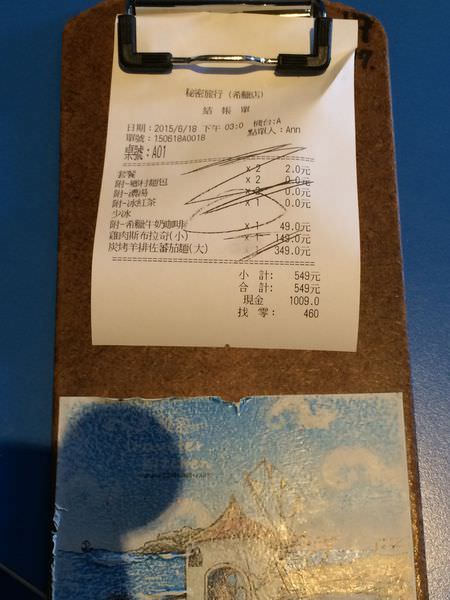 秘密旅行(希臘店)
結帳單
日期:2015/6/18 下午 03:0 機台:A
單號:150618A0018 點單人:Ann
桌號:A01
套餐 x 2 2.0元
附-鄉村麵包 x 2 0.0元
附-濃湯 x 2 0.0元
附-冰紅茶 x 1 0.0元
少冰
附-希臘牛奶咖啡 x 1 49.0元
雞肉斯布拉奇(小) x 1 149.0元
炭烤羊排佐蕃茄麵(大) x 1 349.0元
小 計: 549元
合 計: 549元
現金 1009.0
找 零: 460